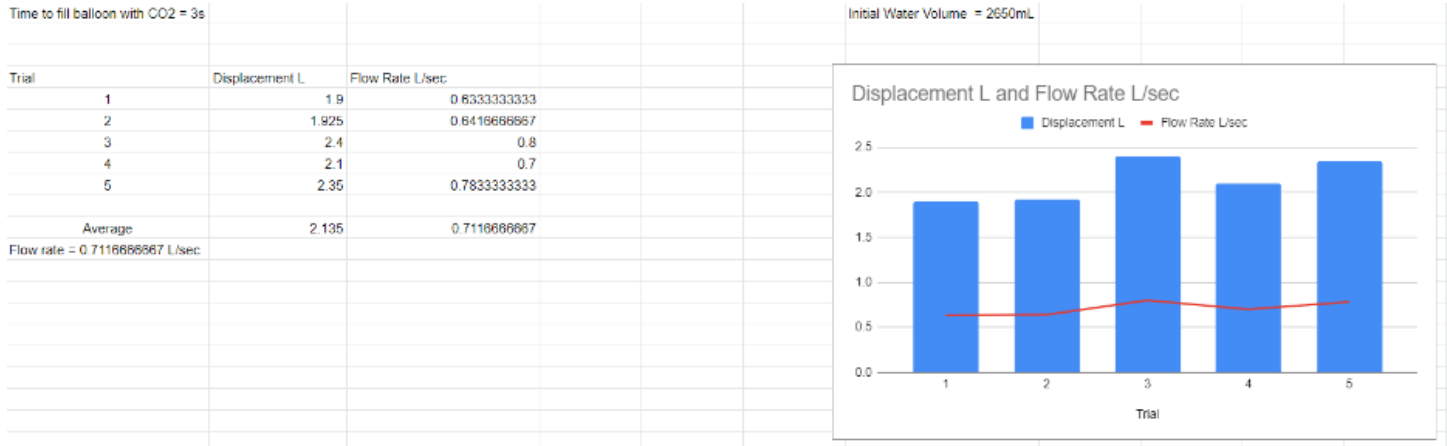 Time to fill balloon with CO2 = 3s
Initial Water Volume = 2650mL
Trial Displacement L Flow Rate L/sec
1 1.9 0.6333333333
2 1.925 0.6416666667
3 2.4 0.8
4 2.1 0.7
5 2.35 0.7833333333
Average 2.135 0.7116666667
Flow rate = 0.7116666667 L/sec
Displacement L and Flow Rate L/sec
Displacement L Flow Rate L/sec
2.5
2.0
1.5
1.0
0.5
0.0
1 2 3 4 5
Trial